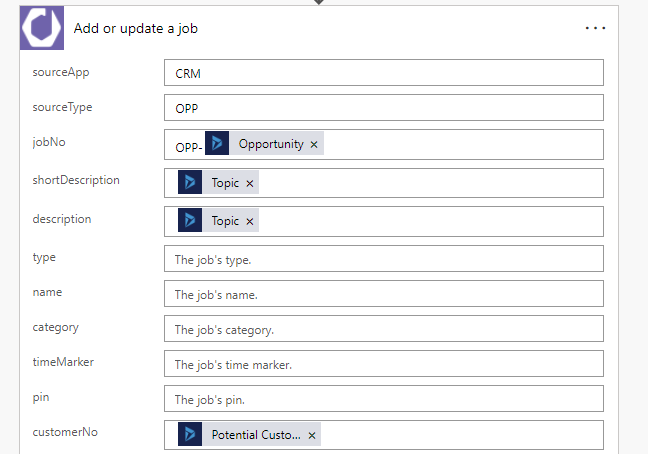 Add or update a job ...
sourceApp CRM
sourceType OPP
jobNo OPP- Opportunity ×
shortDescription Topic ×
description Topic ×
type The job's type.
name The job's name.
category The job's category.
timeMarker The job's time marker.
pin The job's pin.
customerNo Potential Custo... ×